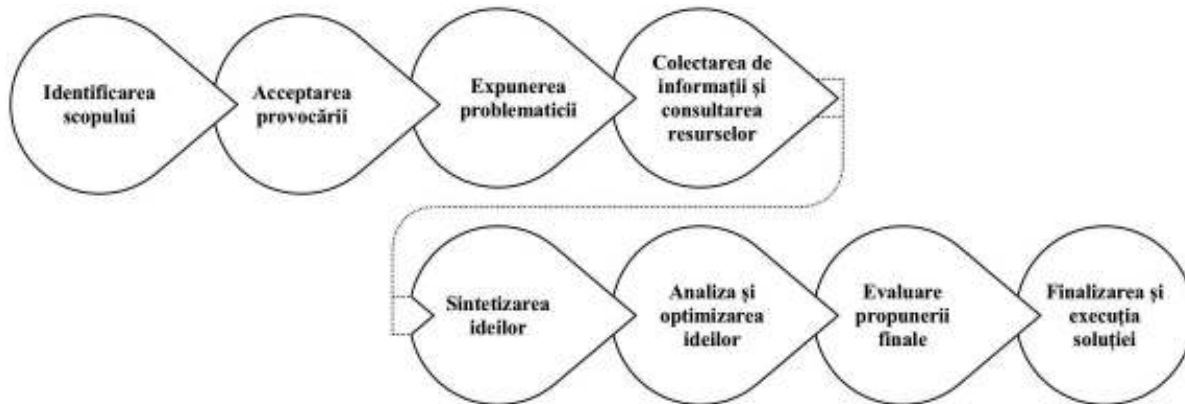 Identificarea
scopului
Acceptarea
provocării
Expunerea
problematicii
Colectarea de
informații și
consultarea
resurselor
Sintetizarea
ideilor
Analiza și
optimizarea
ideilor
Evaluare
propunerii
finale
Finalizarea și
execuția
soluției